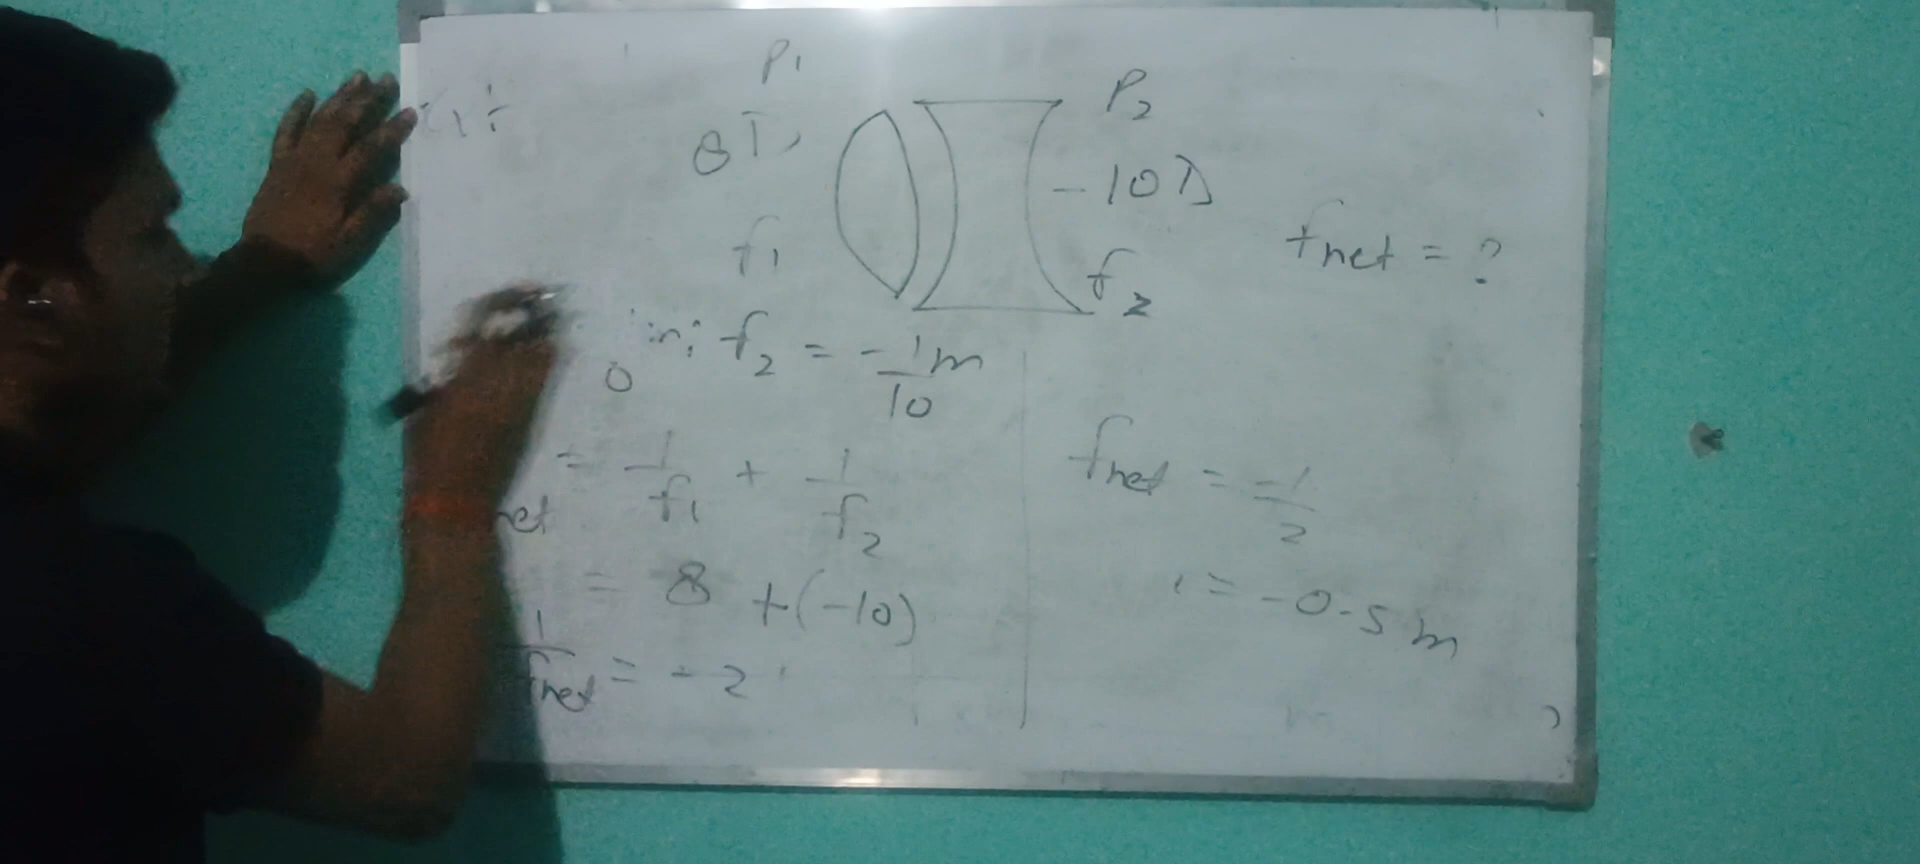 P₁
P₂
8D
-10D
f₁
f₂
fnet = ?
f₂ = -1/10 m
net = 1/f₁ + 1/f₂
= 8 + (-10)
1/fnet = -2
fnet = -1/2
= -0.5 m